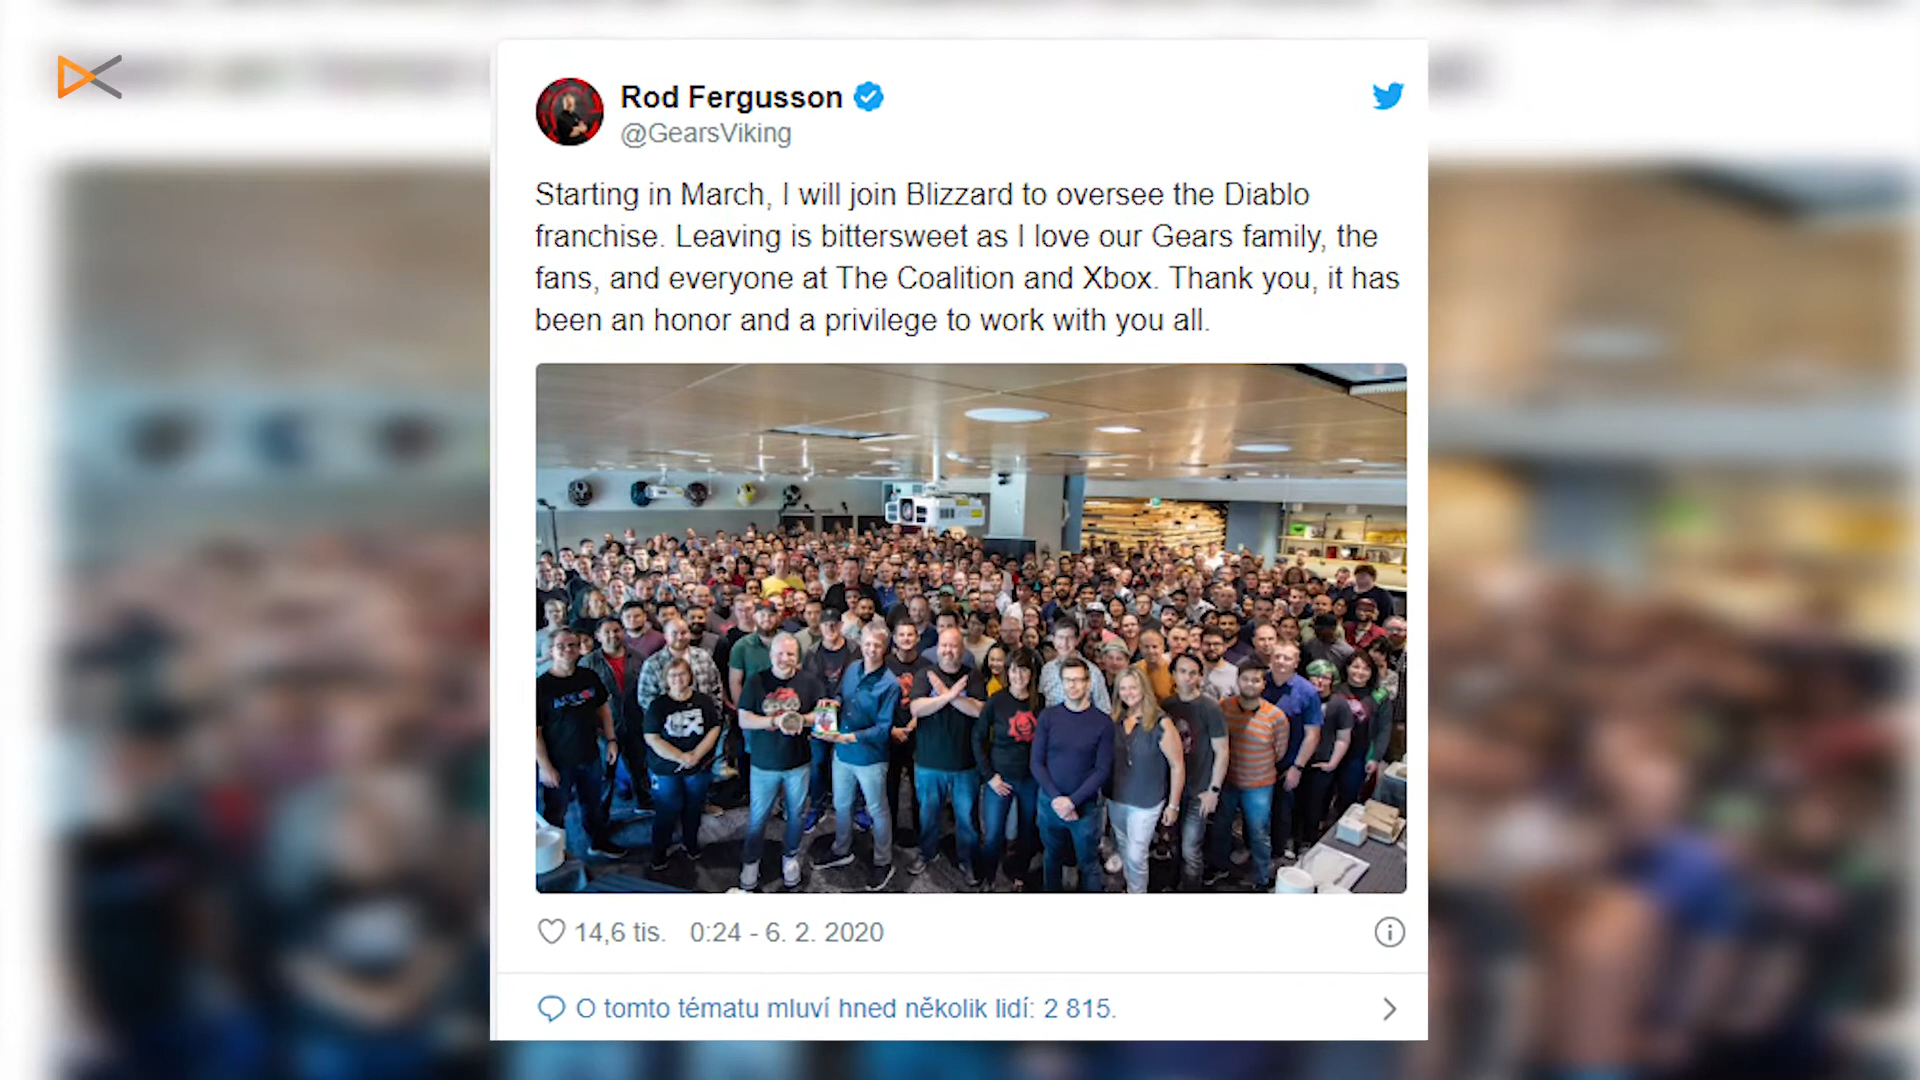 Rod Fergusson
@GearsViking
Starting in March, I will join Blizzard to oversee the Diablo
franchise. Leaving is bittersweet as I love our Gears family, the
fans, and everyone at The Coalition and Xbox. Thank you, it has
been an honor and a privilege to work with you all.
14,6 tis. 0:24 - 6. 2. 2020
O tomto tématu mluví hned několik lidí: 2 815.